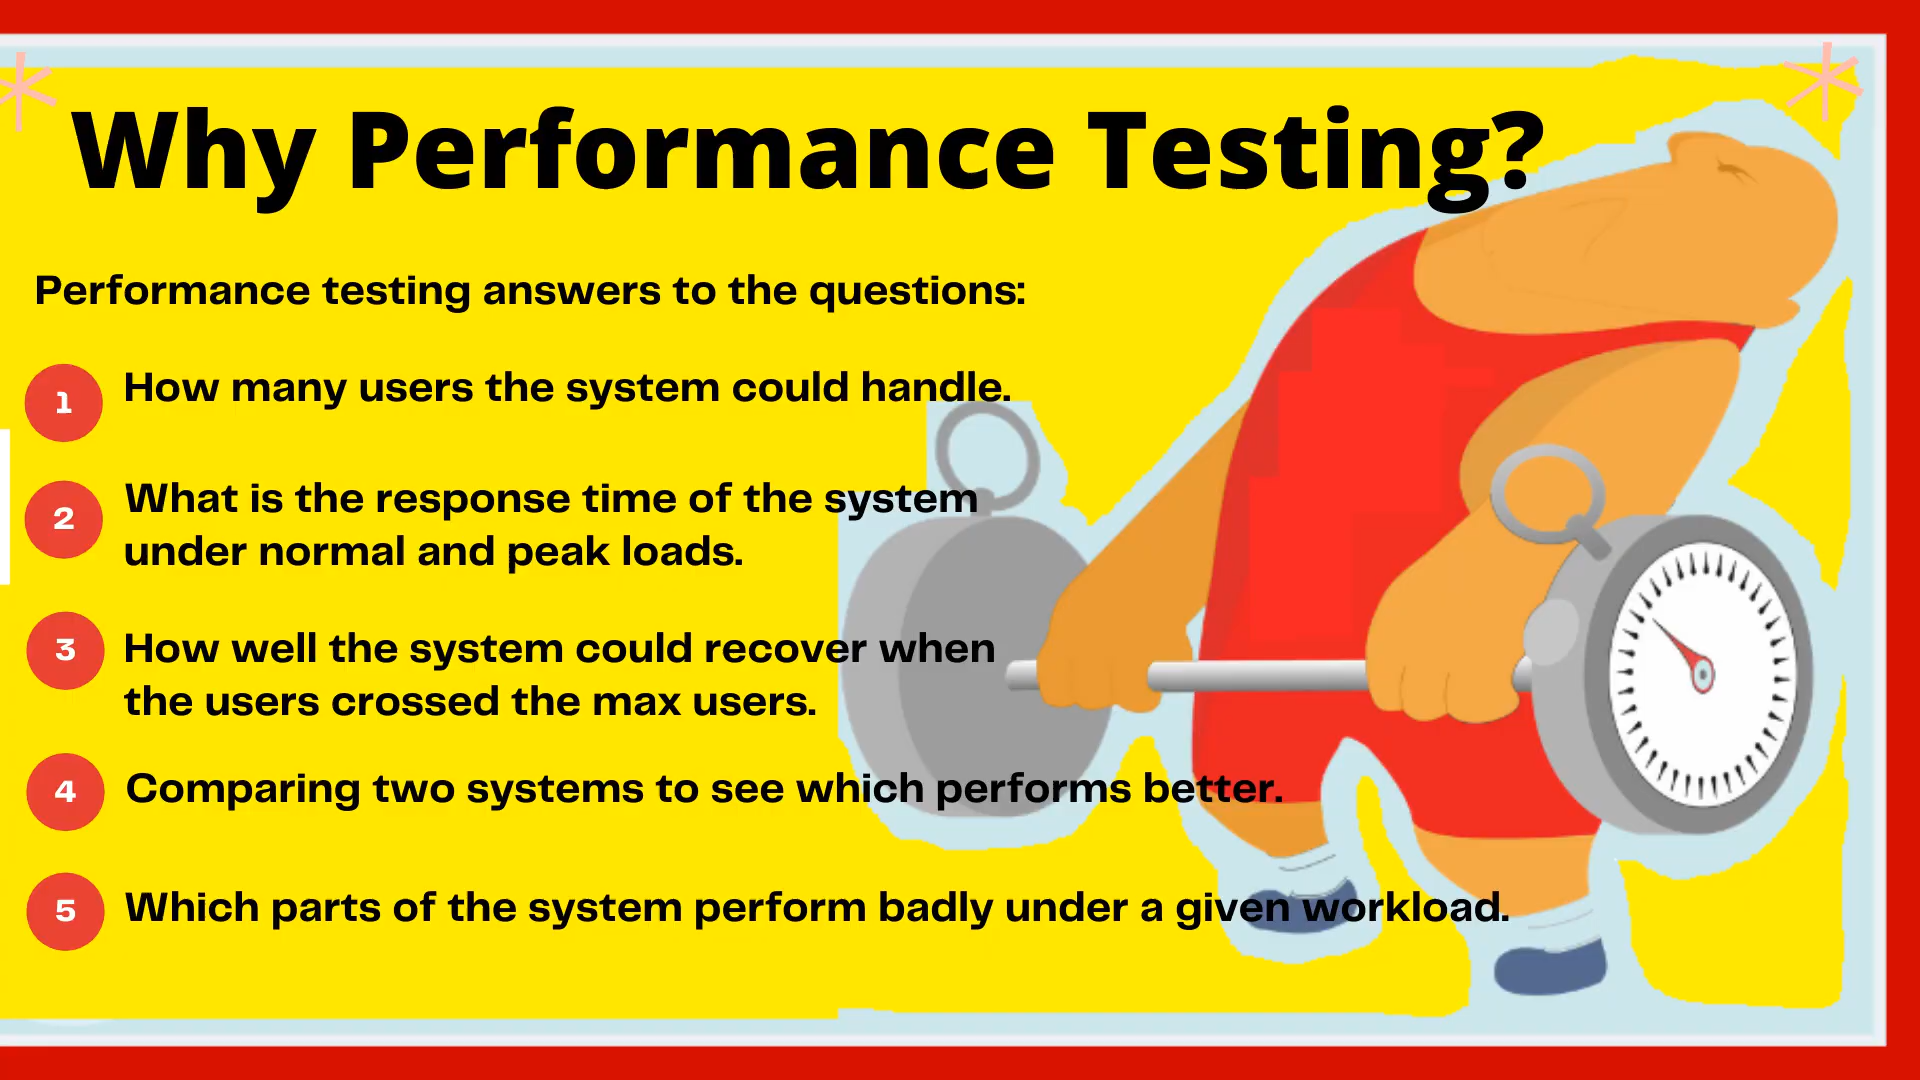 Why Performance Testing?
Performance testing answers to the questions:
1 How many users the system could handle.
2 What is the response time of the system
under normal and peak loads.
3 How well the system could recover when
the users crossed the max users.
4 Comparing two systems to see which performs better.
5 Which parts of the system perform badly under a given workload.